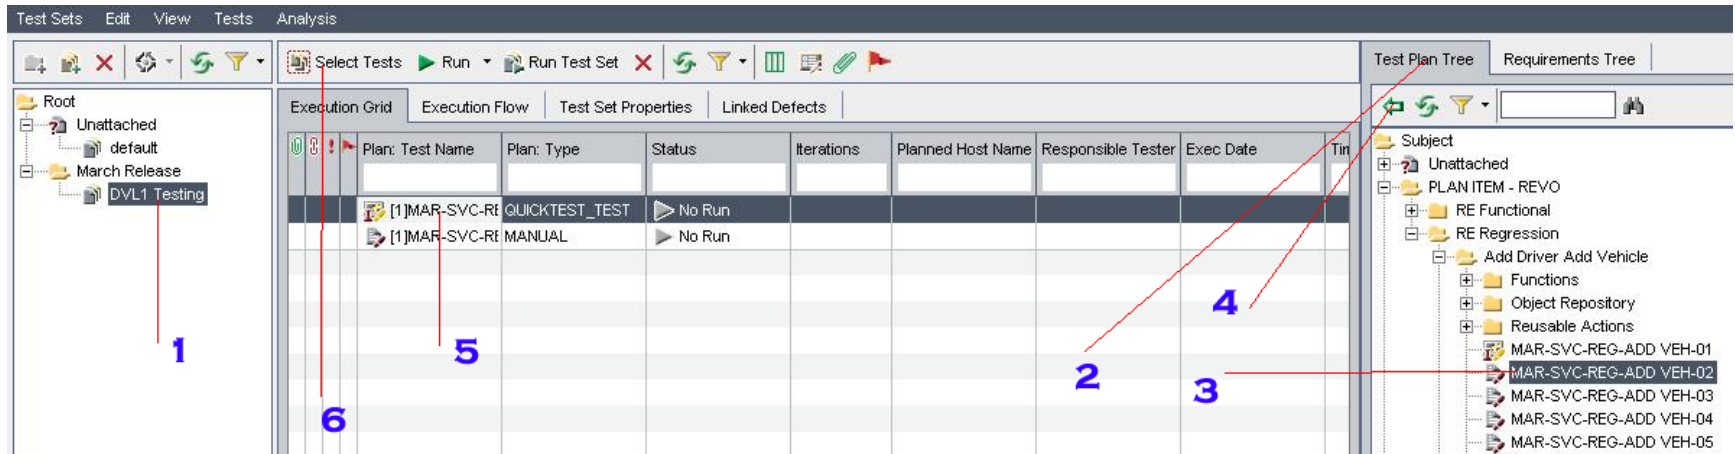 Test Sets Edit View Tests Analysis
Select Tests Run Run Test Set
Test Plan Tree Requirements Tree
Root
Unattached
default
March Release
DVL1 Testing
1
Execution Grid Execution Flow Test Set Properties Linked Defects
Plan: Test Name Plan: Type Status Iterations Planned Host Name Responsible Tester Exec Date Tim
[1]MAR-SVC-RE QUICKTEST_TEST No Run
[1]MAR-SVC-RE MANUAL No Run
5
6
2
4
3
Subject
Unattached
PLAN ITEM - REVO
RE Functional
RE Regression
Add Driver Add Vehicle
Functions
Object Repository
Reusable Actions
MAR-SVC-REG-ADD VEH-01
MAR-SVC-REG-ADD VEH-02
MAR-SVC-REG-ADD VEH-03
MAR-SVC-REG-ADD VEH-04
MAR-SVC-REG-ADD VEH-05